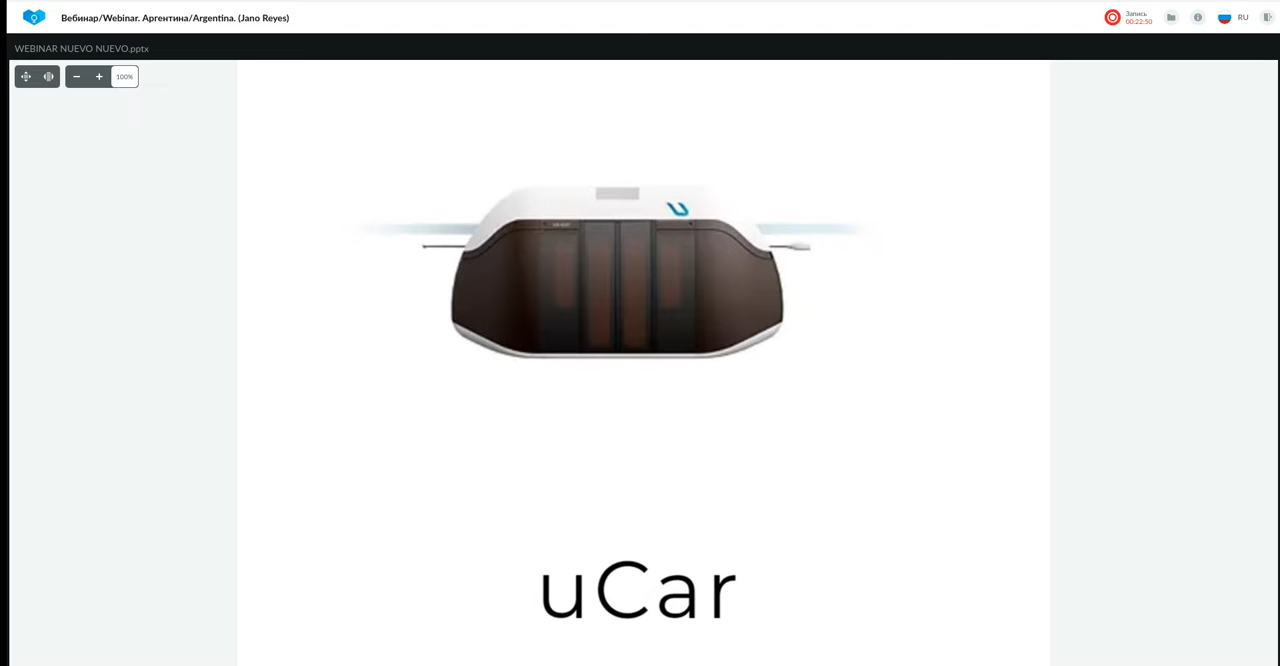 Вебинар/Webinar. Аргентина/Argentina. (Jano Reyes)
Запись
00:22:50
RU
WEBINAR NUEVO NUEVO.pptx
100%
uCar